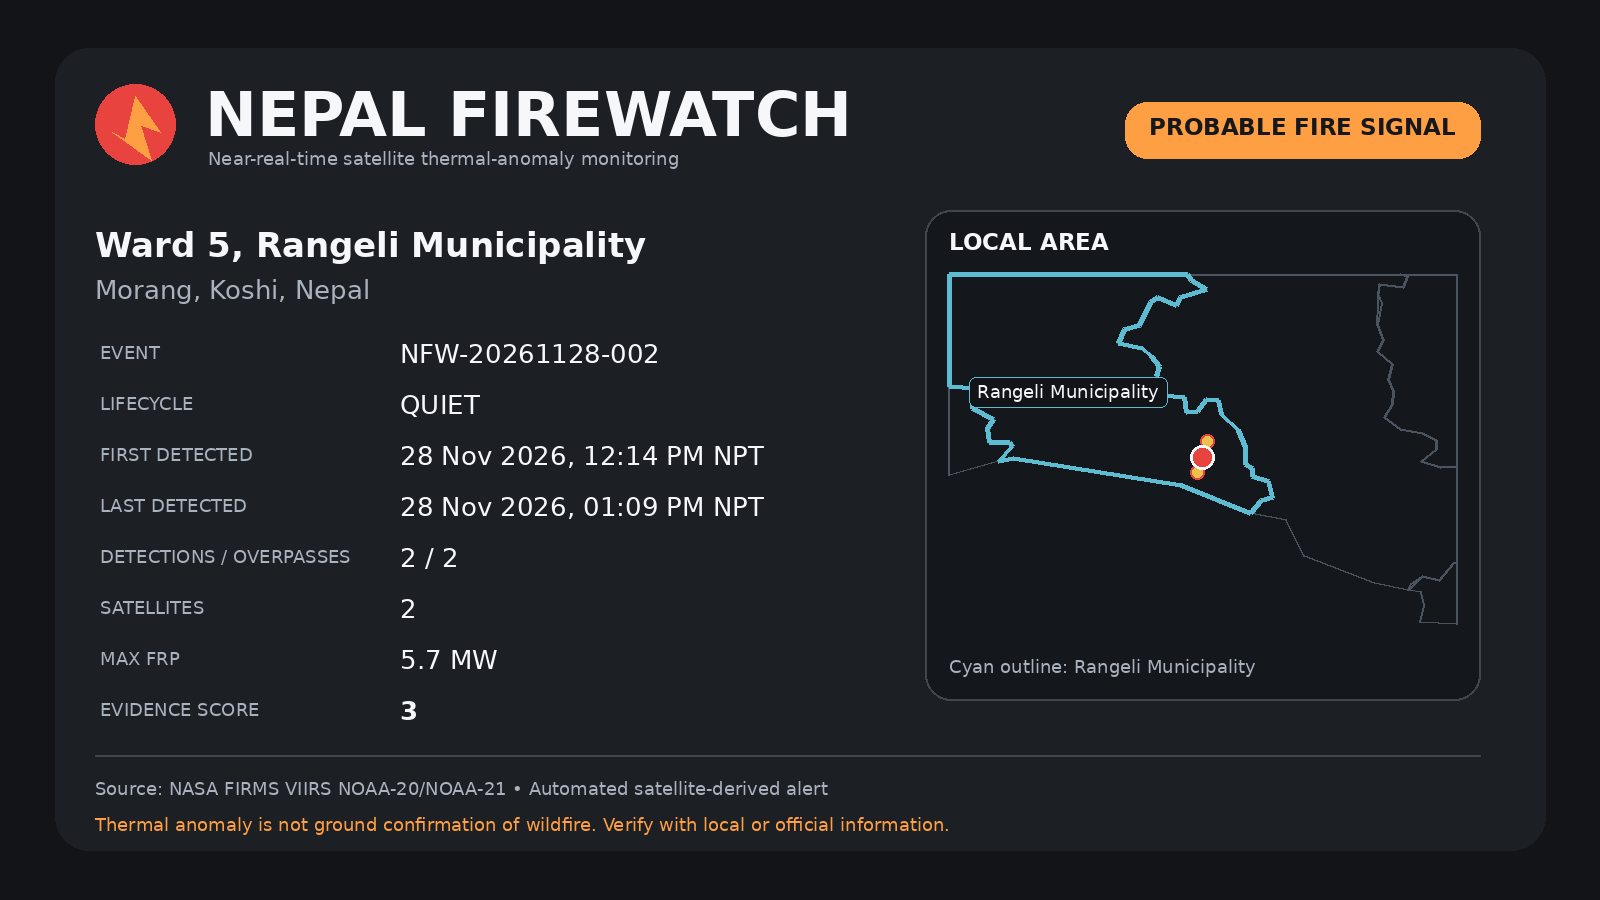 NEPAL FIREWATCH
Near-real-time satellite thermal-anomaly monitoring
PROBABLE FIRE SIGNAL
Ward 5, Rangeli Municipality
Morang, Koshi, Nepal
EVENT NFW-20261128-002
LIFECYCLE QUIET
FIRST DETECTED 28 Nov 2026, 12:14 PM NPT
LAST DETECTED 28 Nov 2026, 01:09 PM NPT
DETECTIONS / OVERPASSES 2 / 2
SATELLITES 2
MAX FRP 5.7 MW
EVIDENCE SCORE 3
LOCAL AREA
Rangeli Municipality
Cyan outline: Rangeli Municipality
Source: NASA FIRMS VIIRS NOAA-20/NOAA-21 • Automated satellite-derived alert
Thermal anomaly is not ground confirmation of wildfire. Verify with local or official information.